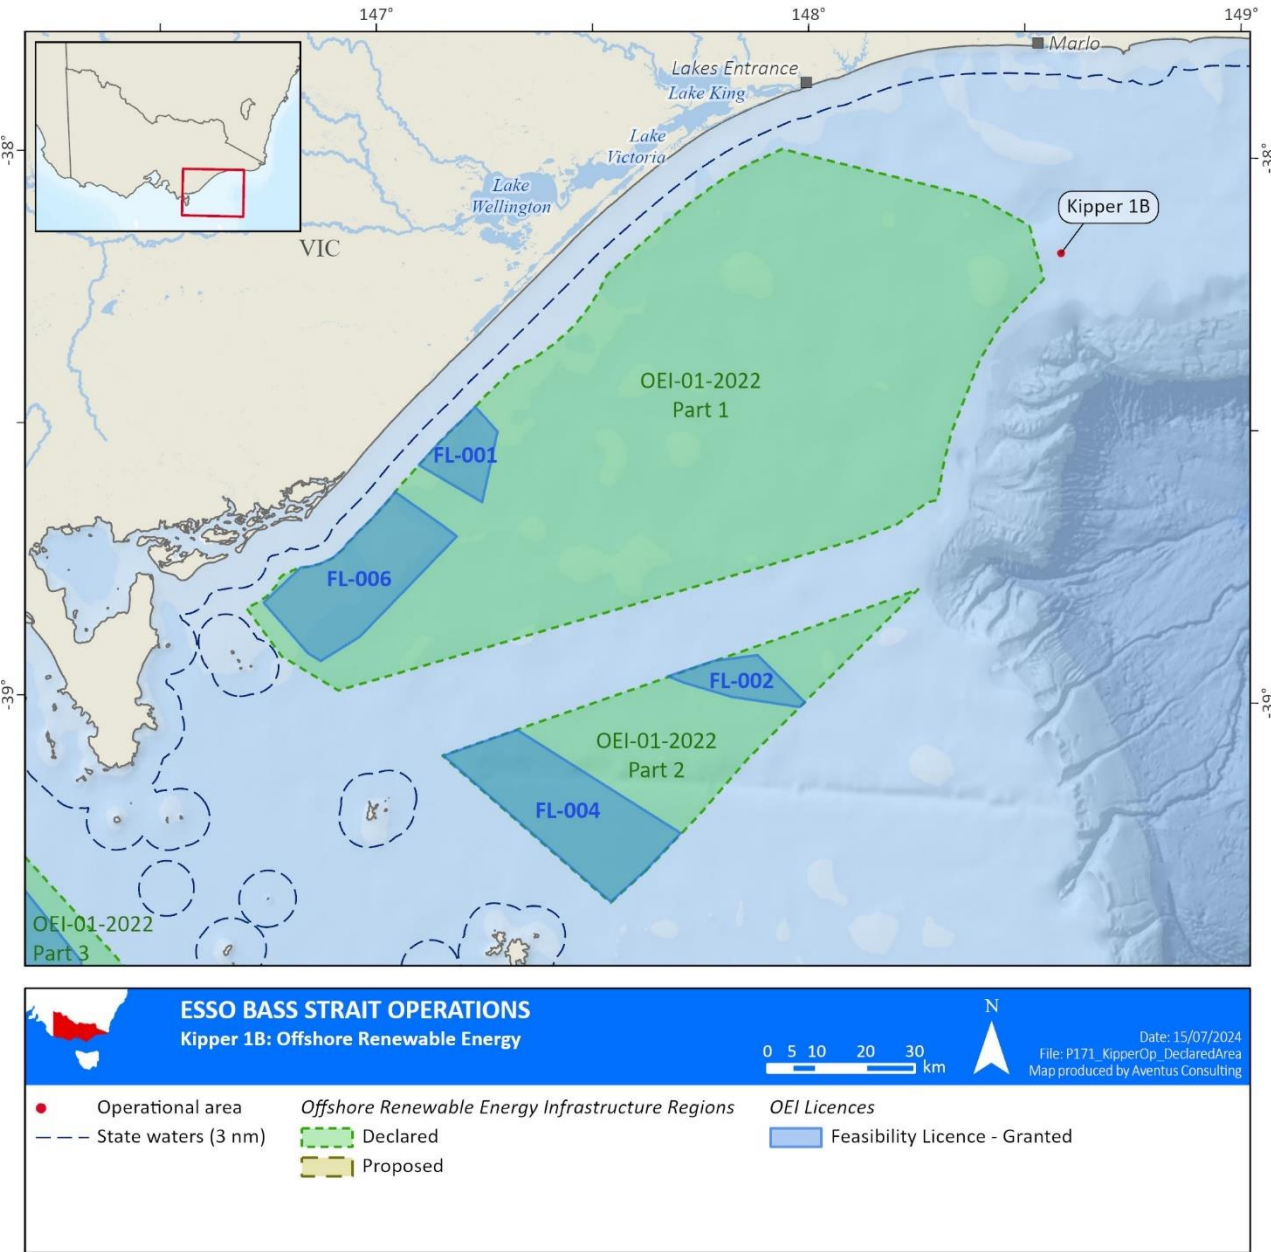 147°
148°
149°
Marlo
Lakes Entrance
Lake King
Lake
Victoria
-38°
-38°
Lake
Wellington
Kipper 1B
VIC
OEI-01-2022
Part 1
FL-001
FL-006
FL-002
-39°
-39°
OEI-01-2022
Part 2
FL-004
OEI-01-2022
Part 3
ESSO BASS STRAIT OPERATIONS
Kipper 1B: Offshore Renewable Energy
0 5 10 20 30
km
N
Date: 15/07/2024
File: P171_KipperOp_DeclaredArea
Map produced by Aventus Consulting
Operational area
State waters (3 nm)
Offshore Renewable Energy Infrastructure Regions
Declared
Proposed
OEI Licences
Feasibility Licence - Granted